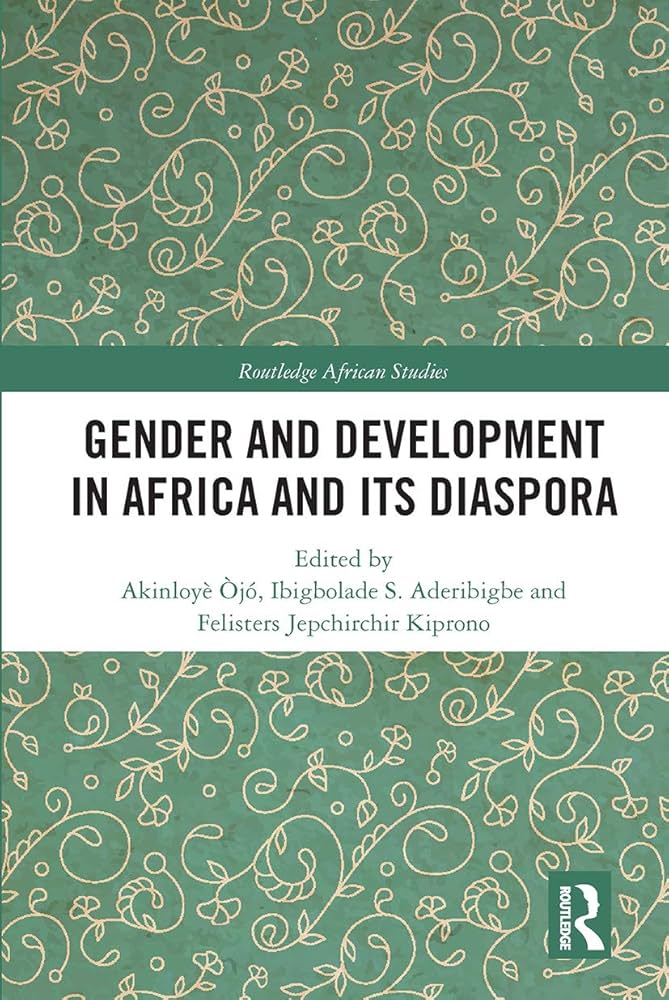 Routledge African Studies
GENDER AND DEVELOPMENT
IN AFRICA AND ITS DIASPORA
Edited by
Akinloyè Òjó, Ibigbolade S. Aderibigbe and
Felisters Jepchirchir Kiprono
ROUTLEDGE